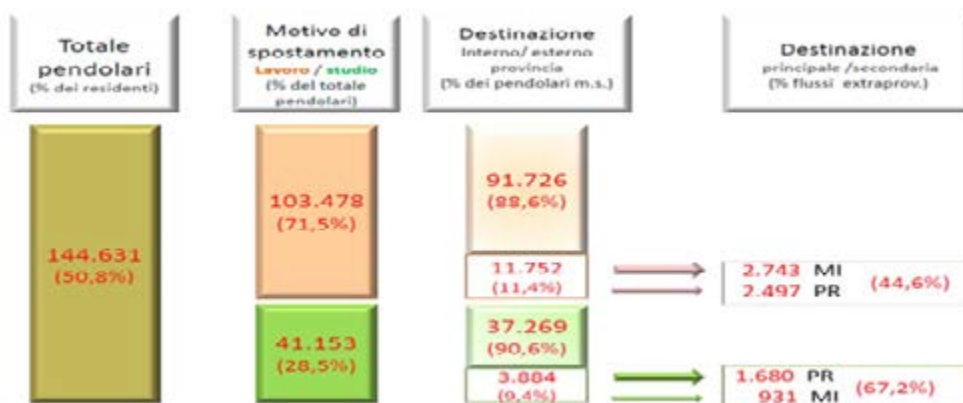 Totale
pendolari
(% dei residenti)
Motivo di
spostamento
Lavoro / studio
(% del totale
pendolari)
Destinazione
Interno/ esterno
provincia
(% dei pendolari m.s.)
Destinazione
principale /secondaria
(% flussi extraprov.)
144.631
(50,8%)
103.478
(71,5%)
91.726
(88,6%)
11.752
(11,4%)
2.743 MI
2.497 PR
(44,6%)
41.153
(28,5%)
37.269
(90,6%)
3.884
(9,4%)
1.680 PR
931 MI
(67,2%)